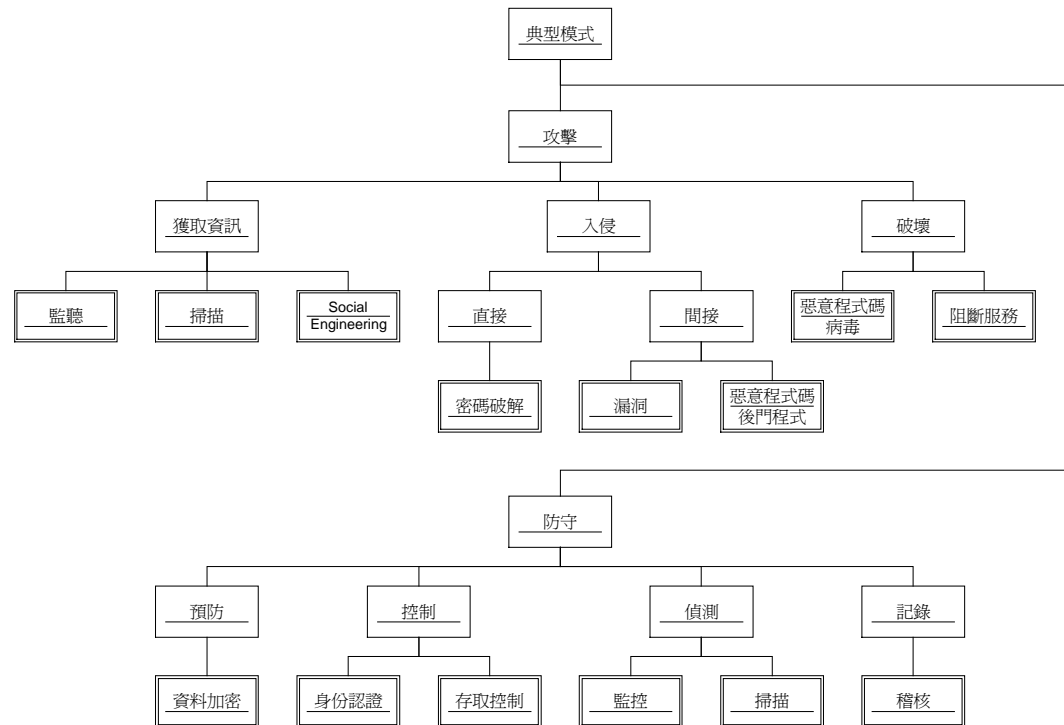 典型模式
攻擊
獲取資訊
入侵
破壞
監聽
掃描
Social
Engineering
直接
間接
惡意程式碼
病毒
阻斷服務
密碼破解
漏洞
惡意程式碼
後門程式
防守
預防
控制
偵測
記錄
資料加密
身份認證
存取控制
監控
掃描
稽核